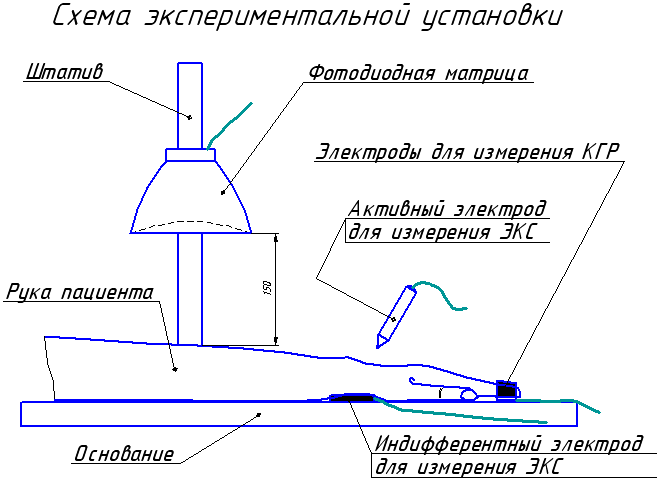 Схема экспериментальной установки
Штатив
Фотодиодная матрица
Электроды для измерения КГР
Активный электрод
для измерения ЭКС
150
Рука пациента
Основание
Индифферентный электрод
для измерения ЭКС